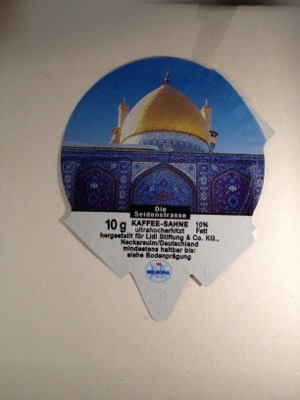 Die
Seidenstrasse
10 g KAFFEE-SAHNE 10%
ultrahocherhitzt Fett
hergestellt für Lidl Stiftung & Co. KG.,
Neckarsulm/Deutschland
mindestens haltbar bis:
siehe Bodenprägung
MILBONA